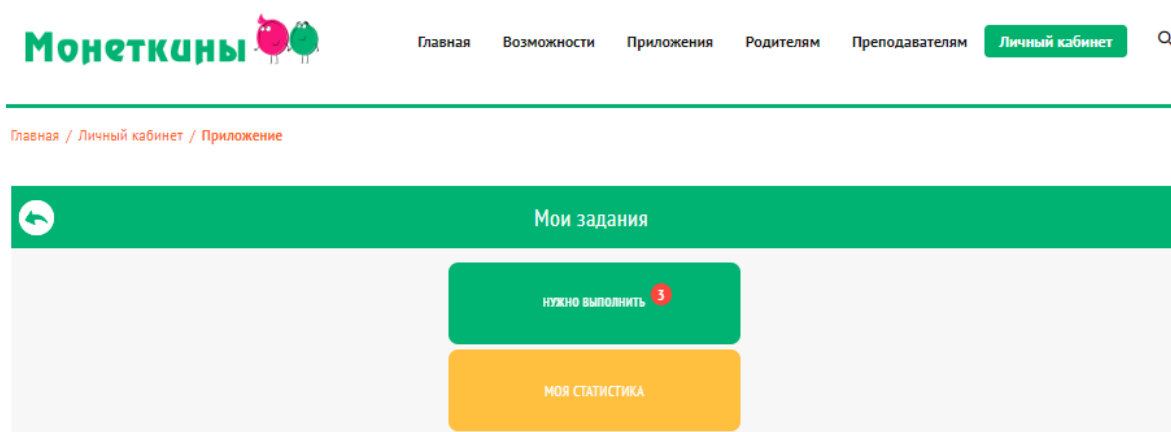 Монеткины
Главная Возможности Приложения Родителям Преподавателям Личный кабинет
Главная / Личный кабинет / Приложение
Мои задания
НУЖНО ВЫПОЛНИТЬ 3
МОЯ СТАТИСТИКА